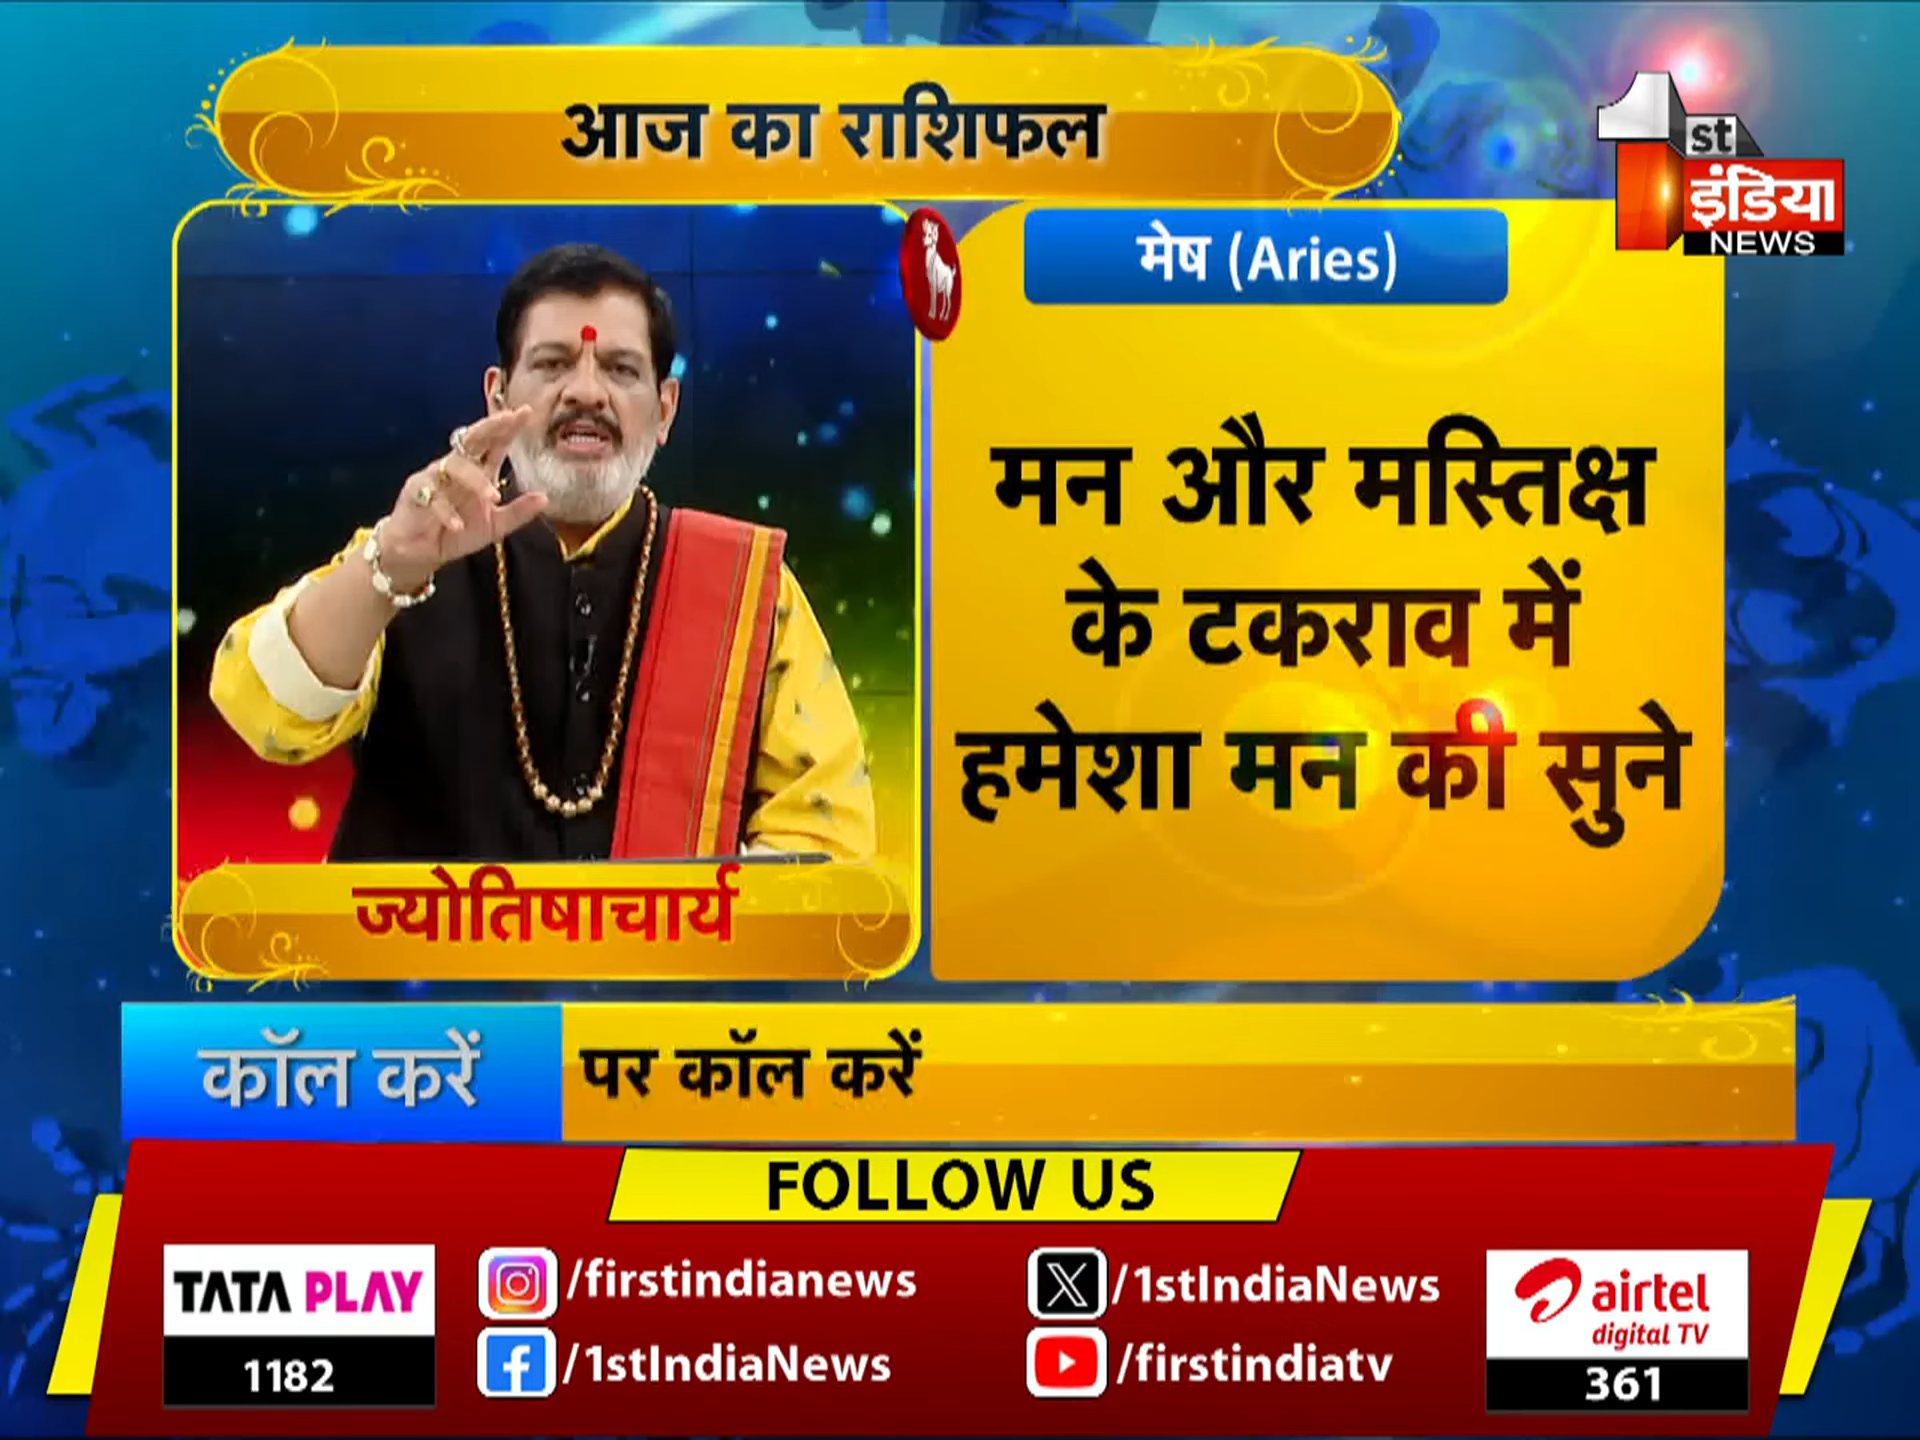 आज का राशिफल
1st
इंडिया
NEWS
मेष (Aries)
मन और मस्तिक्ष
के टकराव में
हमेशा मन की सुने
ज्योतिषाचार्य
कॉल करें
पर कॉल करें
FOLLOW US
TATA PLAY
1182
/firstindianews
/1stIndiaNews
/1stIndiaNews
/firstindiatv
airtel
digital TV
361